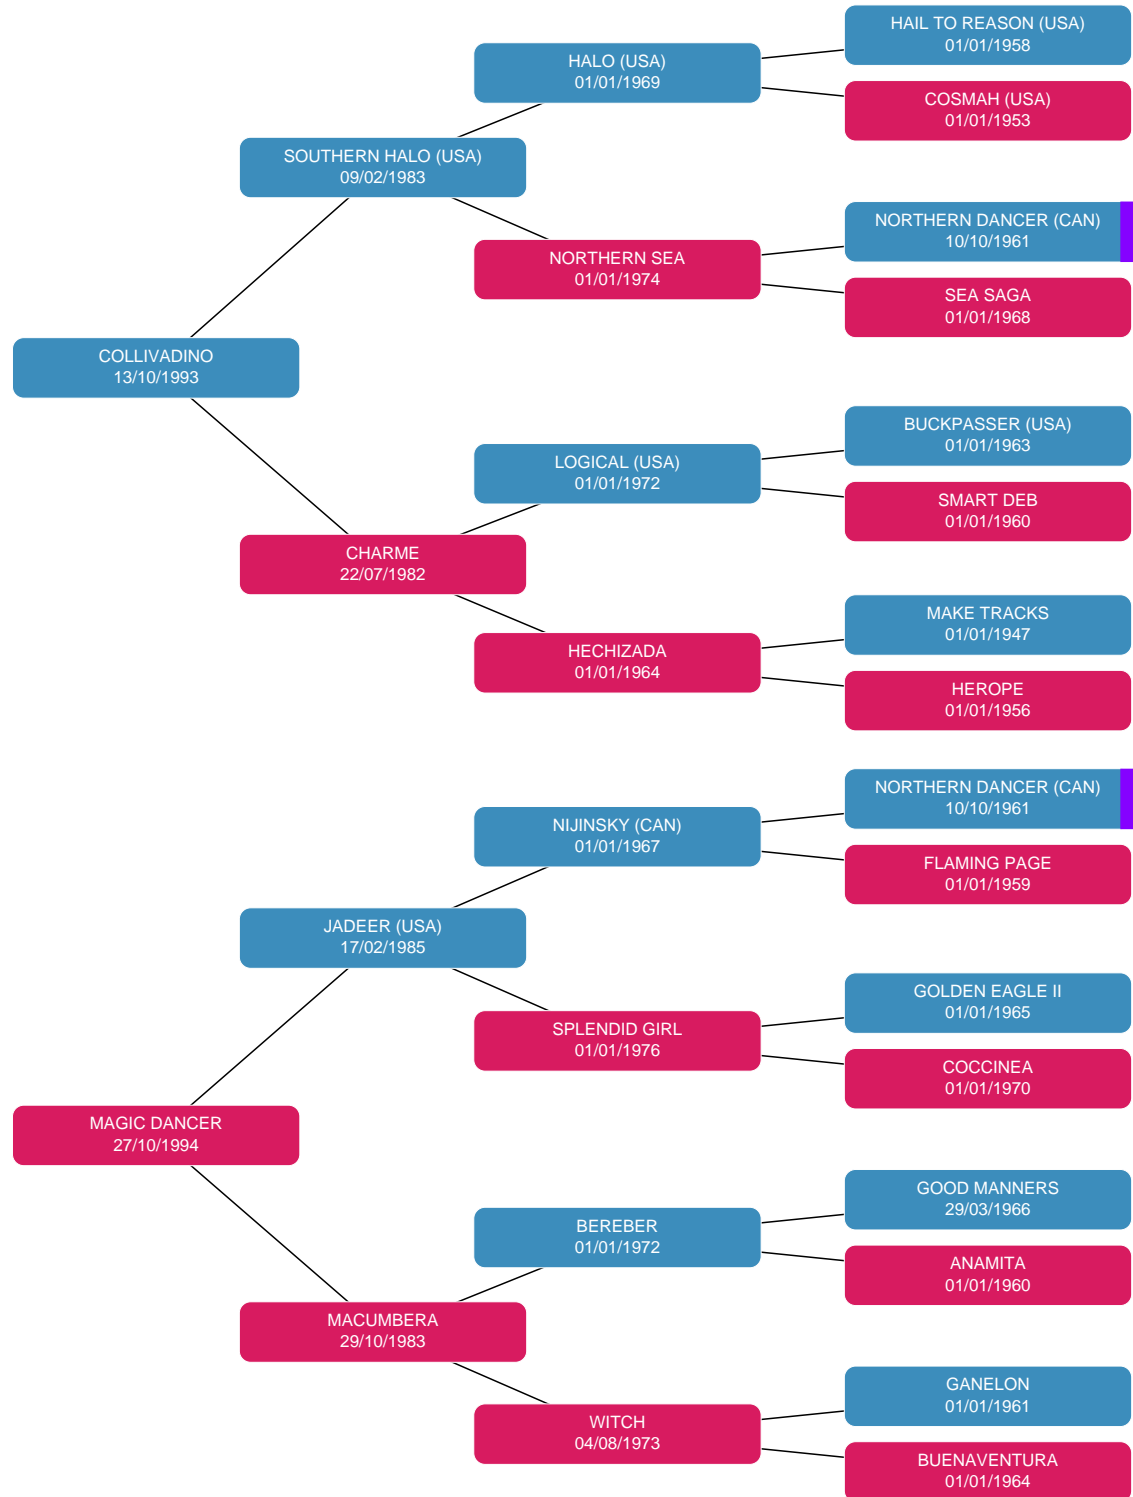 HAIL TO REASON (USA)
01/01/1958
HALO (USA)
01/01/1969
COSMAH (USA)
01/01/1953
SOUTHERN HALO (USA)
09/02/1983
NORTHERN DANCER (CAN)
10/10/1961
NORTHERN SEA
01/01/1974
SEA SAGA
01/01/1968
COLLIVADINO
13/10/1993
BUCKPASSER (USA)
01/01/1963
LOGICAL (USA)
01/01/1972
SMART DEB
01/01/1960
CHARME
22/07/1982
MAKE TRACKS
01/01/1947
HECHIZADA
01/01/1964
HEROPE
01/01/1956
NORTHERN DANCER (CAN)
10/10/1961
NIJINSKY (CAN)
01/01/1967
FLAMING PAGE
01/01/1959
JADEER (USA)
17/02/1985
GOLDEN EAGLE II
01/01/1965
SPLENDID GIRL
01/01/1976
COCCINEA
01/01/1970
MAGIC DANCER
27/10/1994
GOOD MANNERS
29/03/1966
BEREBER
01/01/1972
ANAMITA
01/01/1960
MACUMBERA
29/10/1983
GANELON
01/01/1961
WITCH
04/08/1973
BUENAVENTURA
01/01/1964